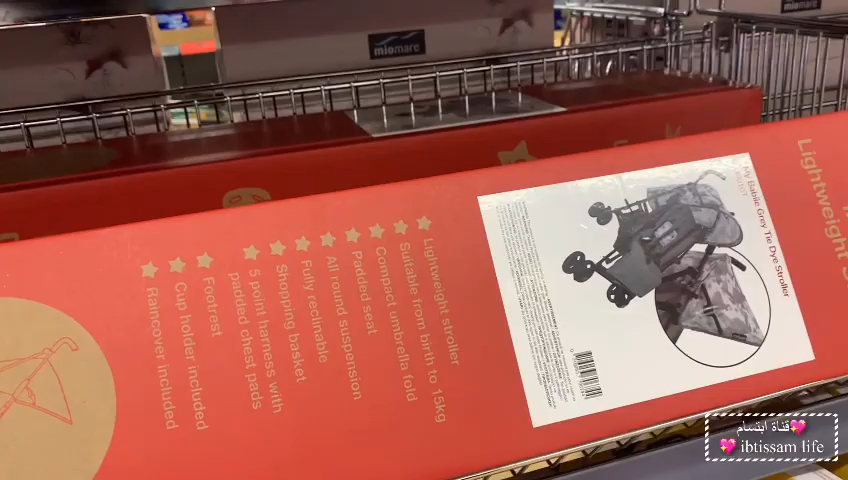 miomare
miomare
Lightweight
My Babiie Grey Tie Dye Stroller
Lightweight stroller
Suitable from birth to 15kg
Compact umbrella fold
Padded seat
All round suspension
Fully reclinable
Shopping basket
5 point harness with
padded chest pads
Footrest
Cup holder included
Raincover included
قناة ابتسام
ibtissam life